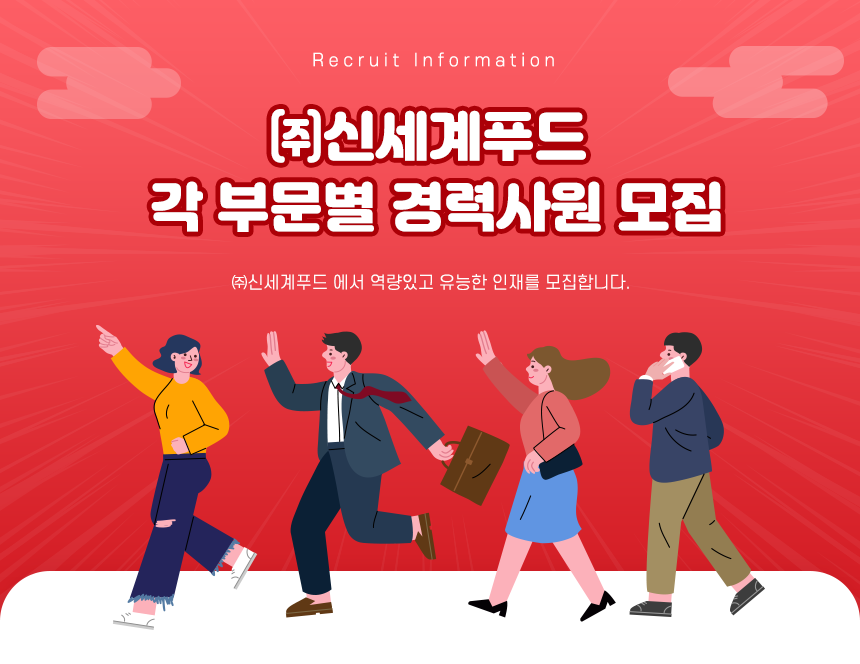 Recruit Information
㈜신세계푸드
각 부문별 경력사원 모집
㈜신세계푸드 에서 역량있고 유능한 인재를 모집합니다.